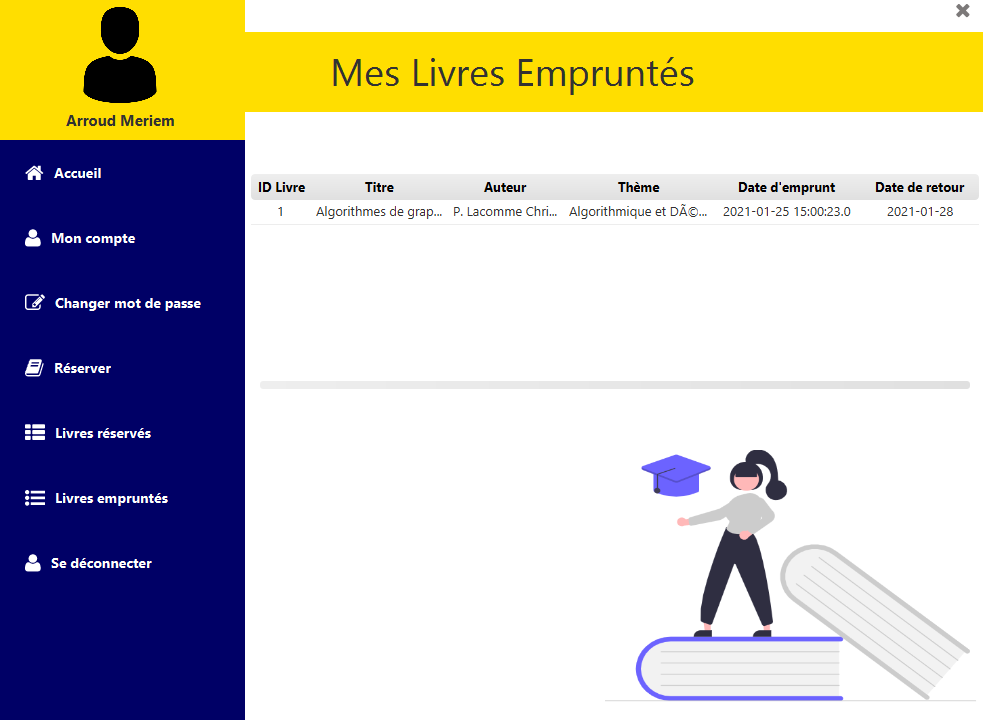 Arroud Meriem
Accueil
Mon compte
Changer mot de passe
Réserver
Livres réservés
Livres empruntés
Se déconnecter
Mes Livres Empruntés
ID Livre Titre Auteur Thème Date d'emprunt Date de retour
1 Algorithmes de grap... P. Lacomme Chri... Algorithmique et DÃ©... 2021-01-25 15:00:23.0 2021-01-28